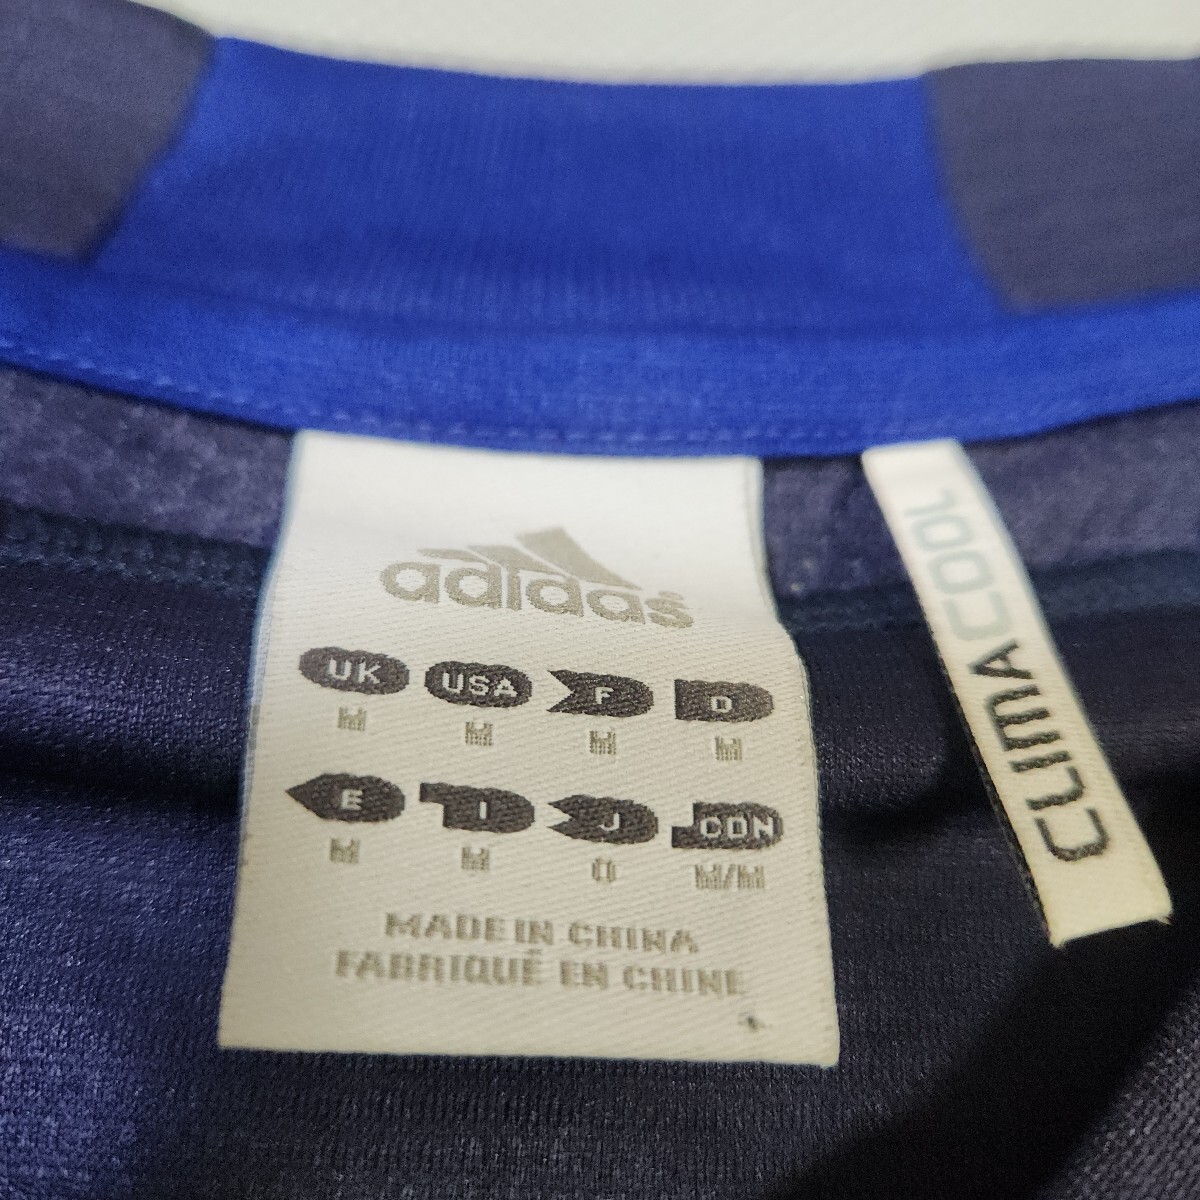 adidas
UK USA F D
M M M M
E I J CDN
M M O M/M
MADE IN CHINA
FABRIQUÉ EN CHINE
CLIMACOOL